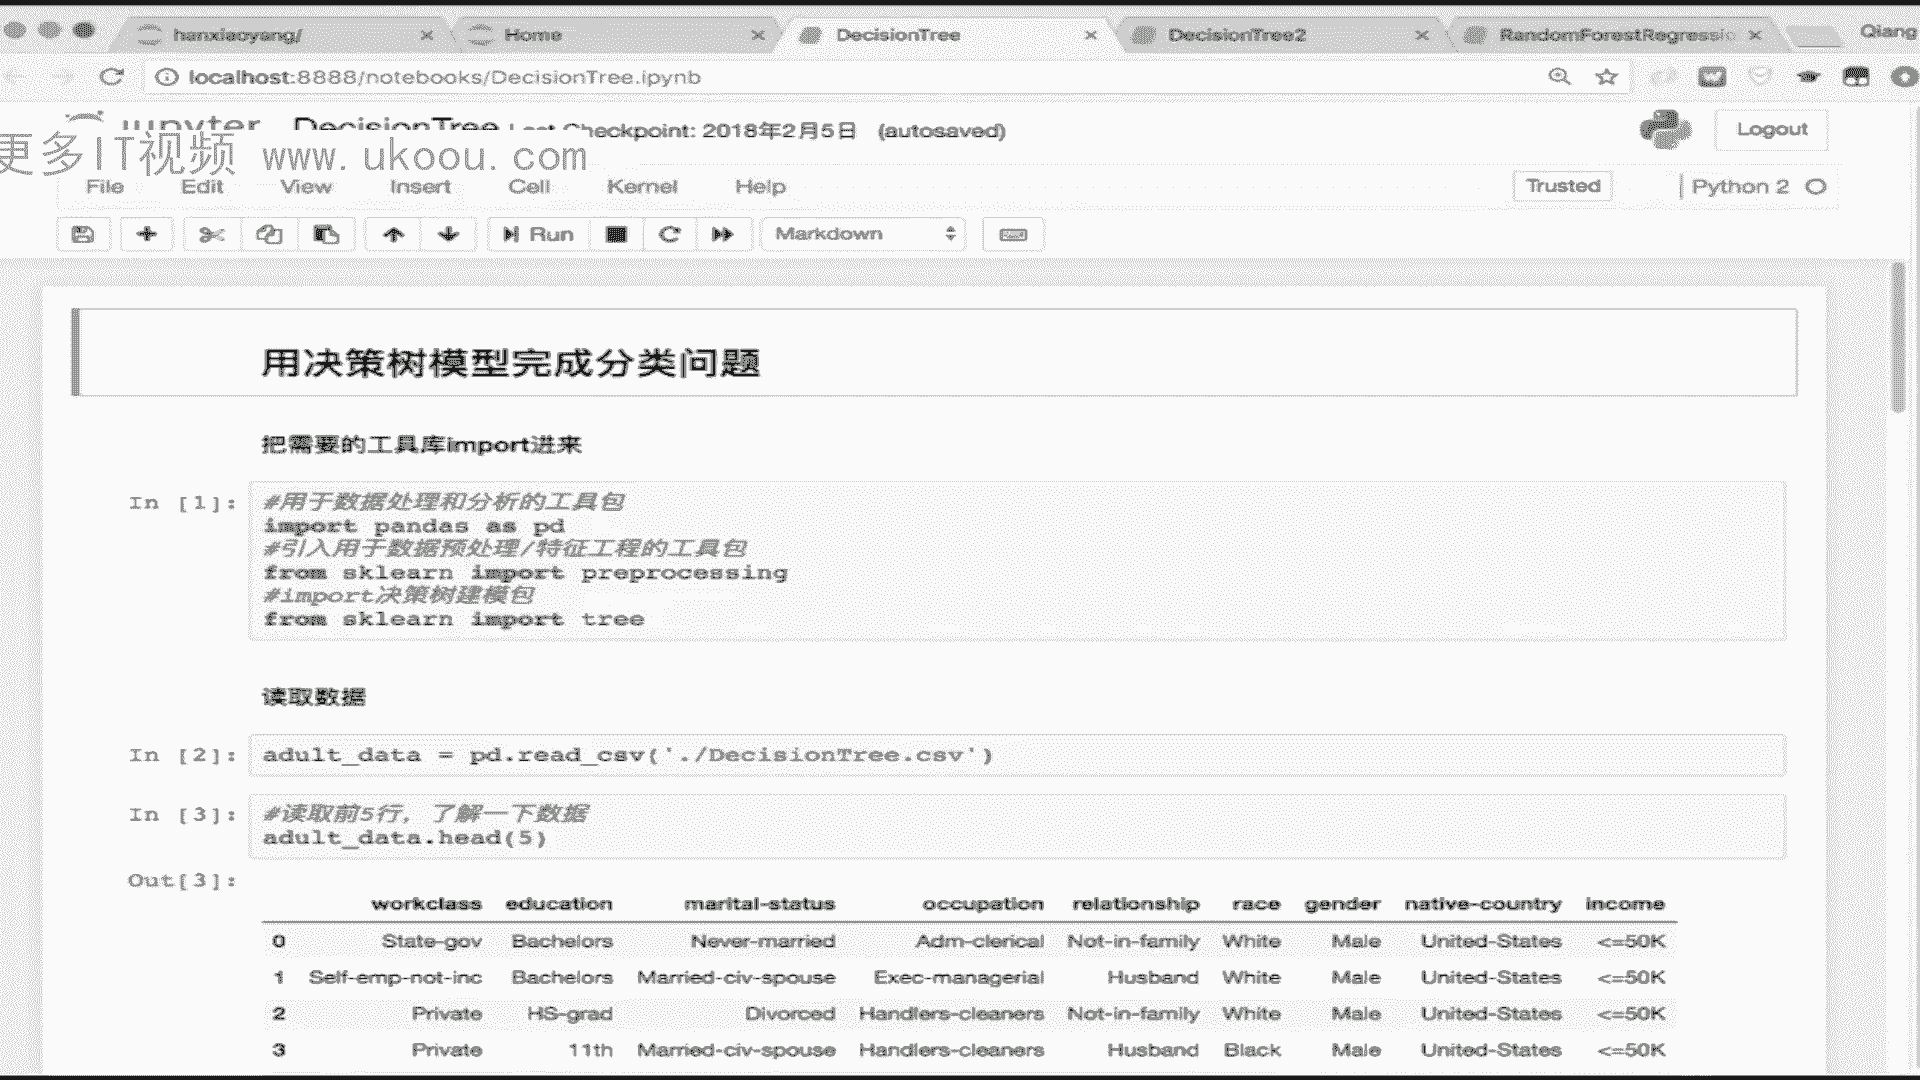 hanxiaoyang/ Home DecisionTree DecisionTree2 RandomForestRegressio Qiang
localhost:8888/notebooks/DecisionTree.ipynb
jupyter DecisionTree Last Checkpoint: 2018年2月5日 (autosaved) Logout
更多IT视频 www.ukoou.com
File Edit View Insert Cell Kernel Help Trusted Python 2
Run Markdown
用决策树模型完成分类问题
把需要的工具库import进来
In [1]: #用于数据处理和分析的工具包
import pandas as pd
#引入用于数据预处理/特征工程的工具包
from sklearn import preprocessing
#import决策树建模包
from sklearn import tree
读取数据
In [2]: adult_data = pd.read_csv('./DecisionTree.csv')
In [3]: #读取前5行，了解一下数据
adult_data.head(5)
Out[3]:
workclass education marital-status occupation relationship race gender native-country income
0 State-gov Bachelors Never-married Adm-clerical Not-in-family White Male United-States <=50K
1 Self-emp-not-inc Bachelors Married-civ-spouse Exec-managerial Husband White Male United-States <=50K
2 Private HS-grad Divorced Handlers-cleaners Not-in-family White Male United-States <=50K
3 Private 11th Married-civ-spouse Handlers-cleaners Husband Black Male United-States <=50K